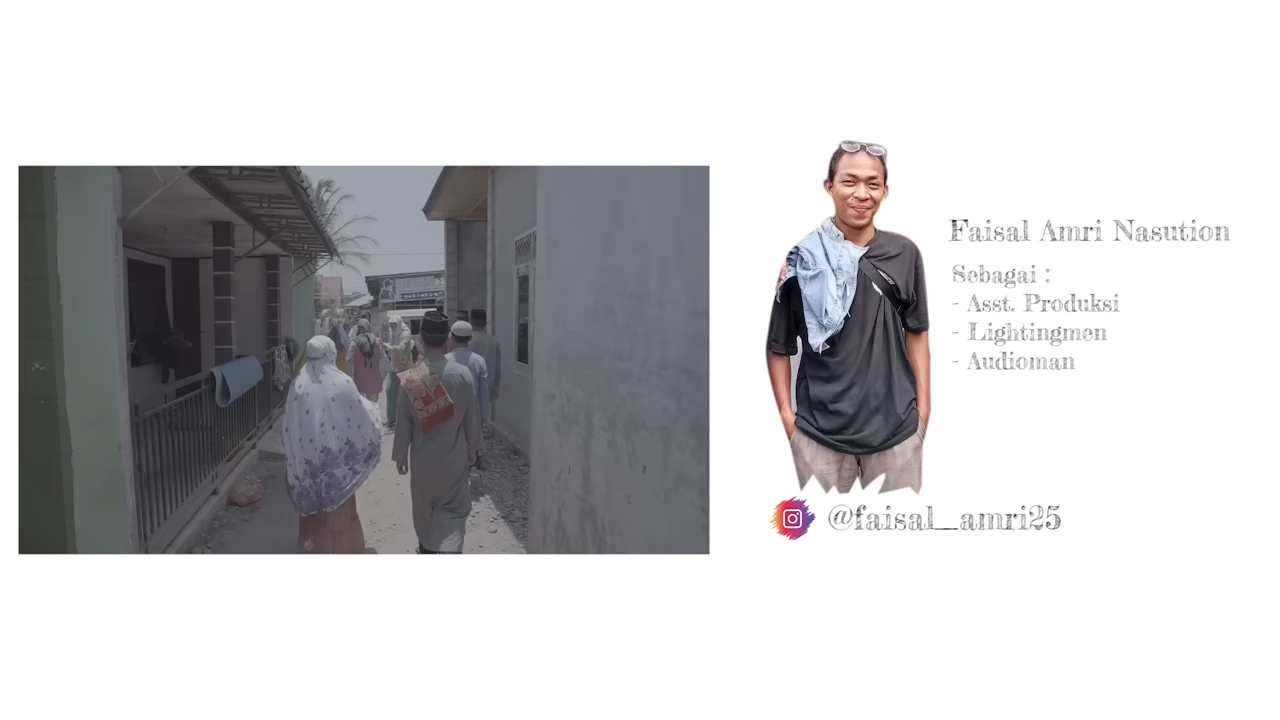 Faisal Amri Nasution
Sebagai :
- Asst. Produksi
- Lightingmen
- Audioman
@faisal_amri25